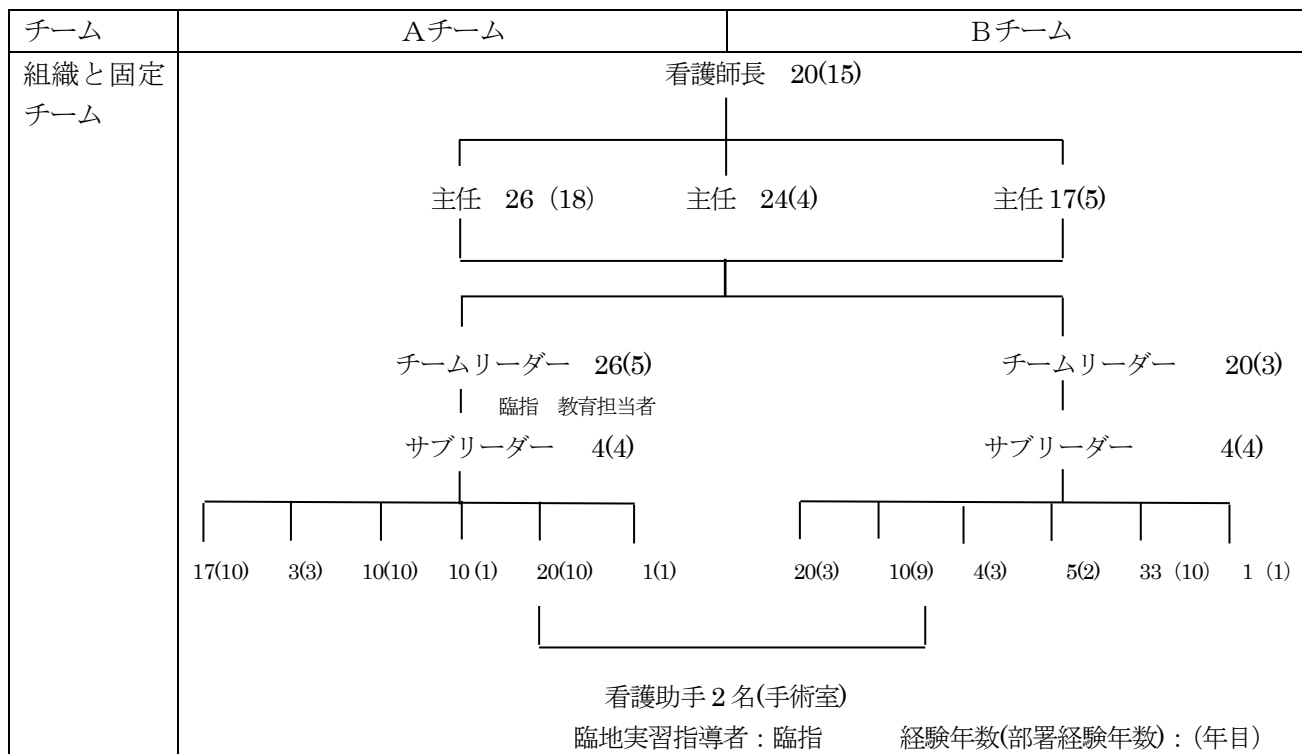 チーム Aチーム Bチーム
組織と固定 看護師長 20(15)
チーム
主任 26（18） 主任 24(4) 主任 17(5)
チームリーダー 26(5) チームリーダー 20(3)
臨指 教育担当者
サブリーダー 4(4) サブリーダー 4(4)
17(10) 3(3) 10(10) 10 (1) 20(10) 1(1) 20(3) 10(9) 4(3) 5(2) 33（10） 1（1）
看護助手 2 名(手術室)
臨地実習指導者：臨指 経験年数(部署経験年数)：（年目）